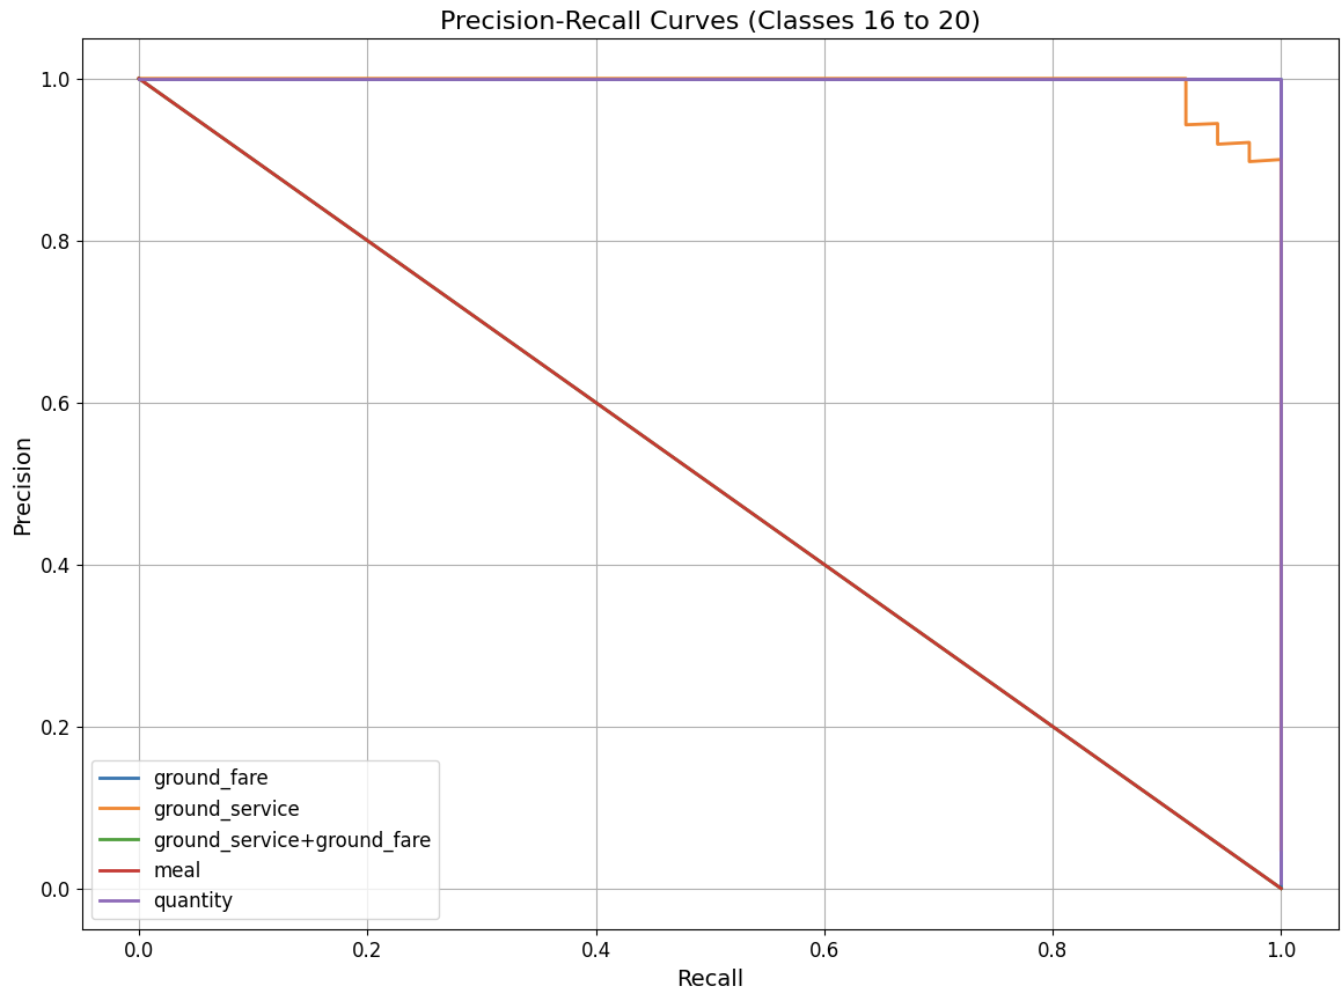 Precision-Recall Curves (Classes 16 to 20)
Precision
1.0
0.8
0.6
0.4
0.2
0.0
ground_fare
ground_service
ground_service+ground_fare
meal
quantity
0.0 0.2 0.4 0.6 0.8 1.0
Recall